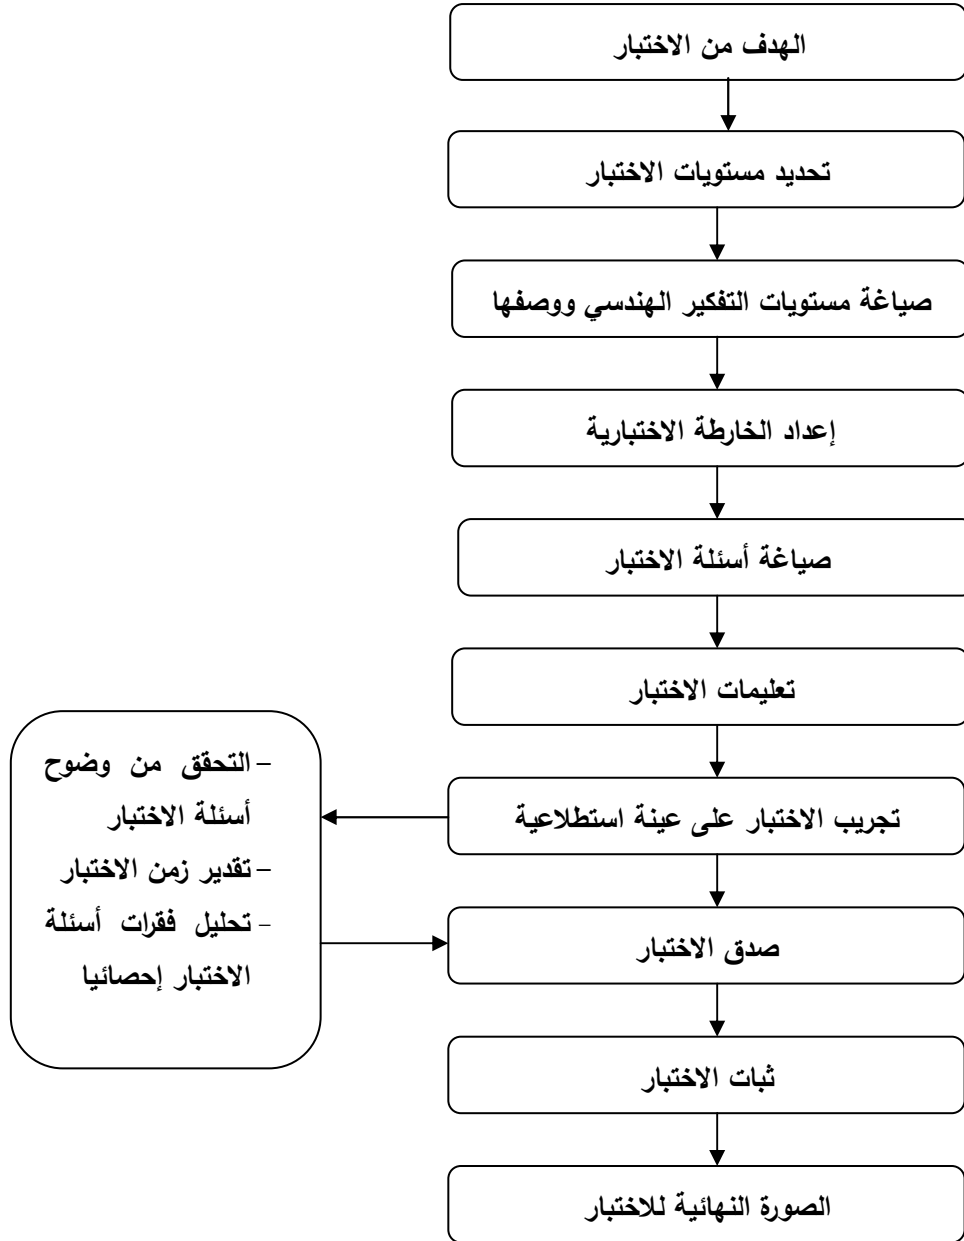 الهدف من الاختبار
تحديد مستويات الاختبار
صياغة مستويات التفكير الهندسي ووصفها
إعداد الخارطة الاختبارية
صياغة أسئلة الاختبار
تعليمات الاختبار
تجريب الاختبار على عينة استطلاعية
– التحقق من وضوح
أسئلة الاختبار
– تقدير زمن الاختبار
- تحليل فقرات أسئلة
الاختبار إحصائيا
صدق الاختبار
ثبات الاختبار
الصورة النهائية للاختبار